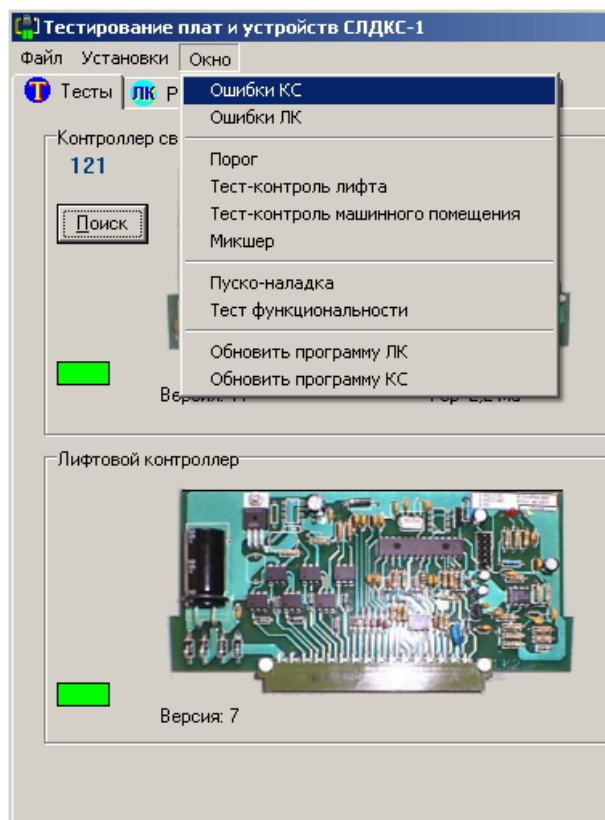 Тестирование плат и устройств СЛДКС-1
Файл Установки Окно
Тесты ЛК Р
Ошибки КС
Ошибки ЛК
Порог
Тест-контроль лифта
Тест-контроль машинного помещения
Микшер
Пуско-наладка
Тест функциональности
Обновить программу ЛК
Обновить программу КС
Контроллер св
121
Поиск
Лифтовой контроллер
Версия: 7